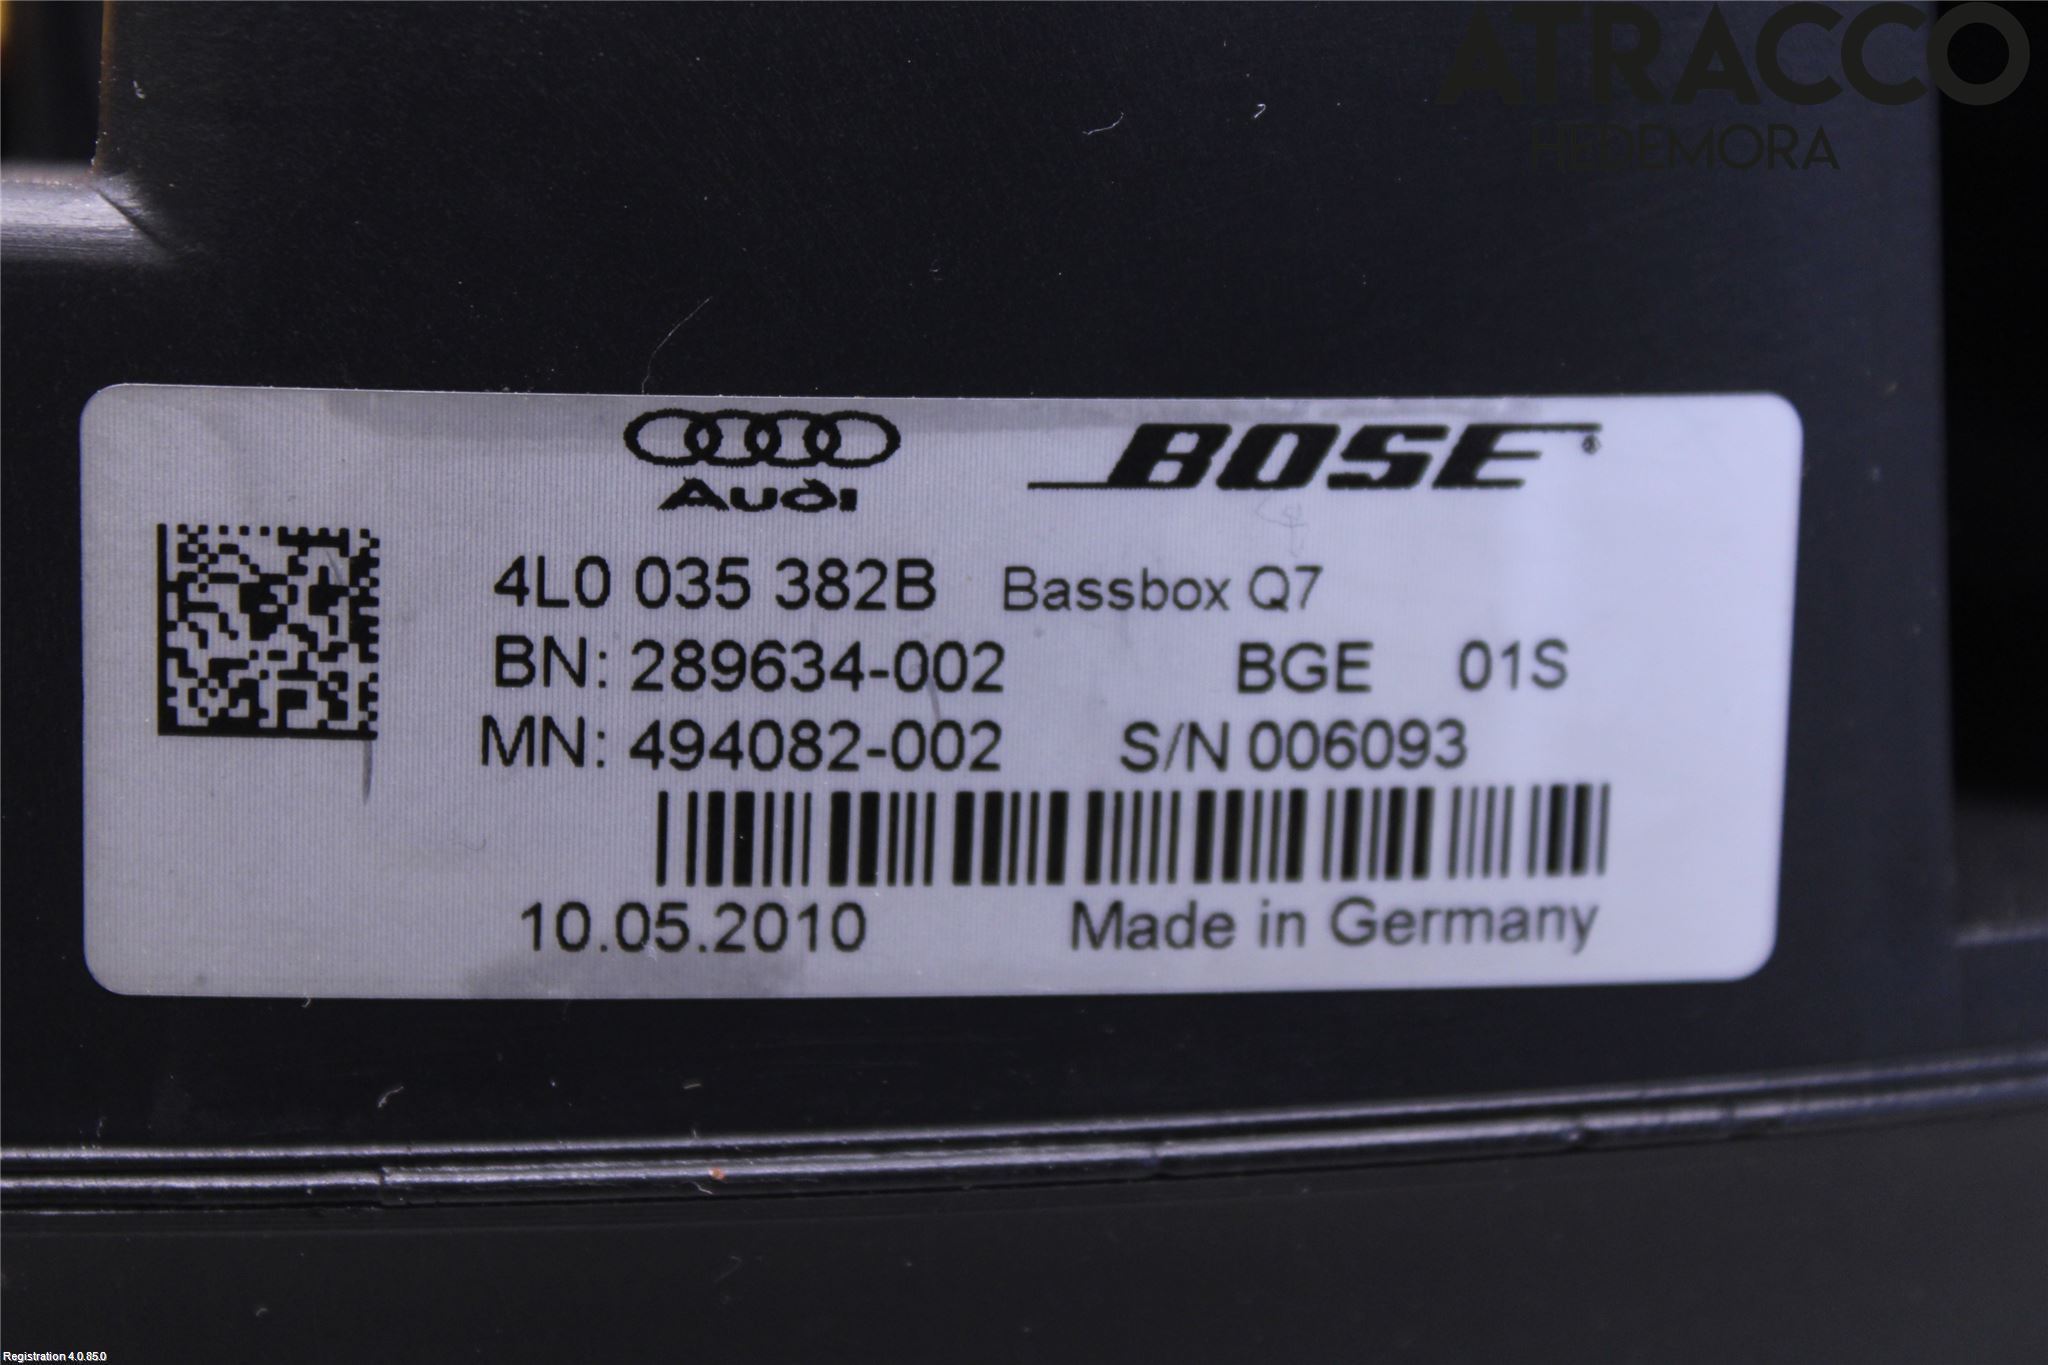 ATRACCO
HEDEMORA
Audi BOSE®
4L0 035 382B Bassbox Q7
BN: 289634-002 BGE 01S
MN: 494082-002 S/N 006093
10.05.2010 Made in Germany
Registration 4.0.85.0